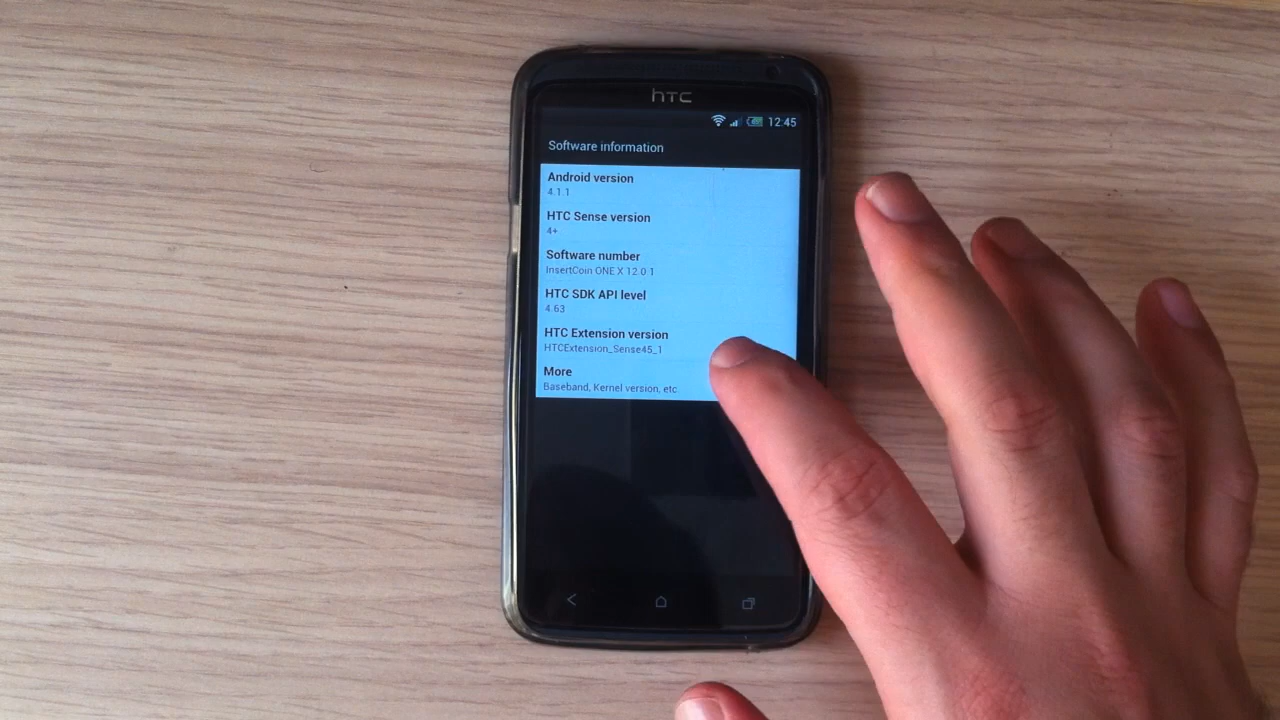 hTC
12:45
Software information
Android version
4.1.1
HTC Sense version
4+
Software number
InsertCoin ONE X 12.0 1
HTC SDK API level
4.63
HTC Extension version
HTCExtension_Sense45_1
More
Baseband, Kernel version, etc.